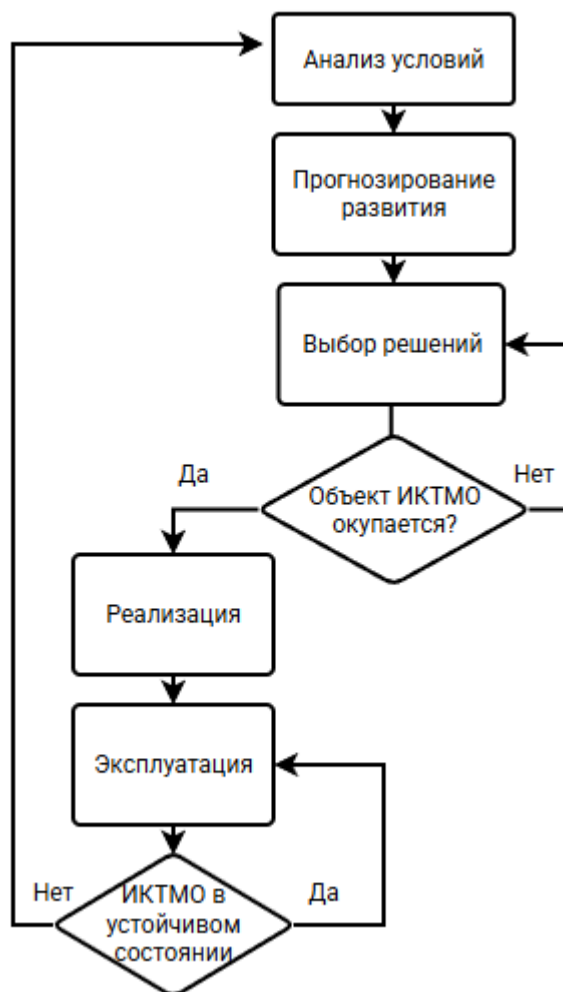 Анализ условий
Прогнозирование
развития
Выбор решений
Да
Нет
Объект ИКТМО
окупается?
Реализация
Эксплуатация
Нет
ИКТМО в
устойчивом
состоянии
Да